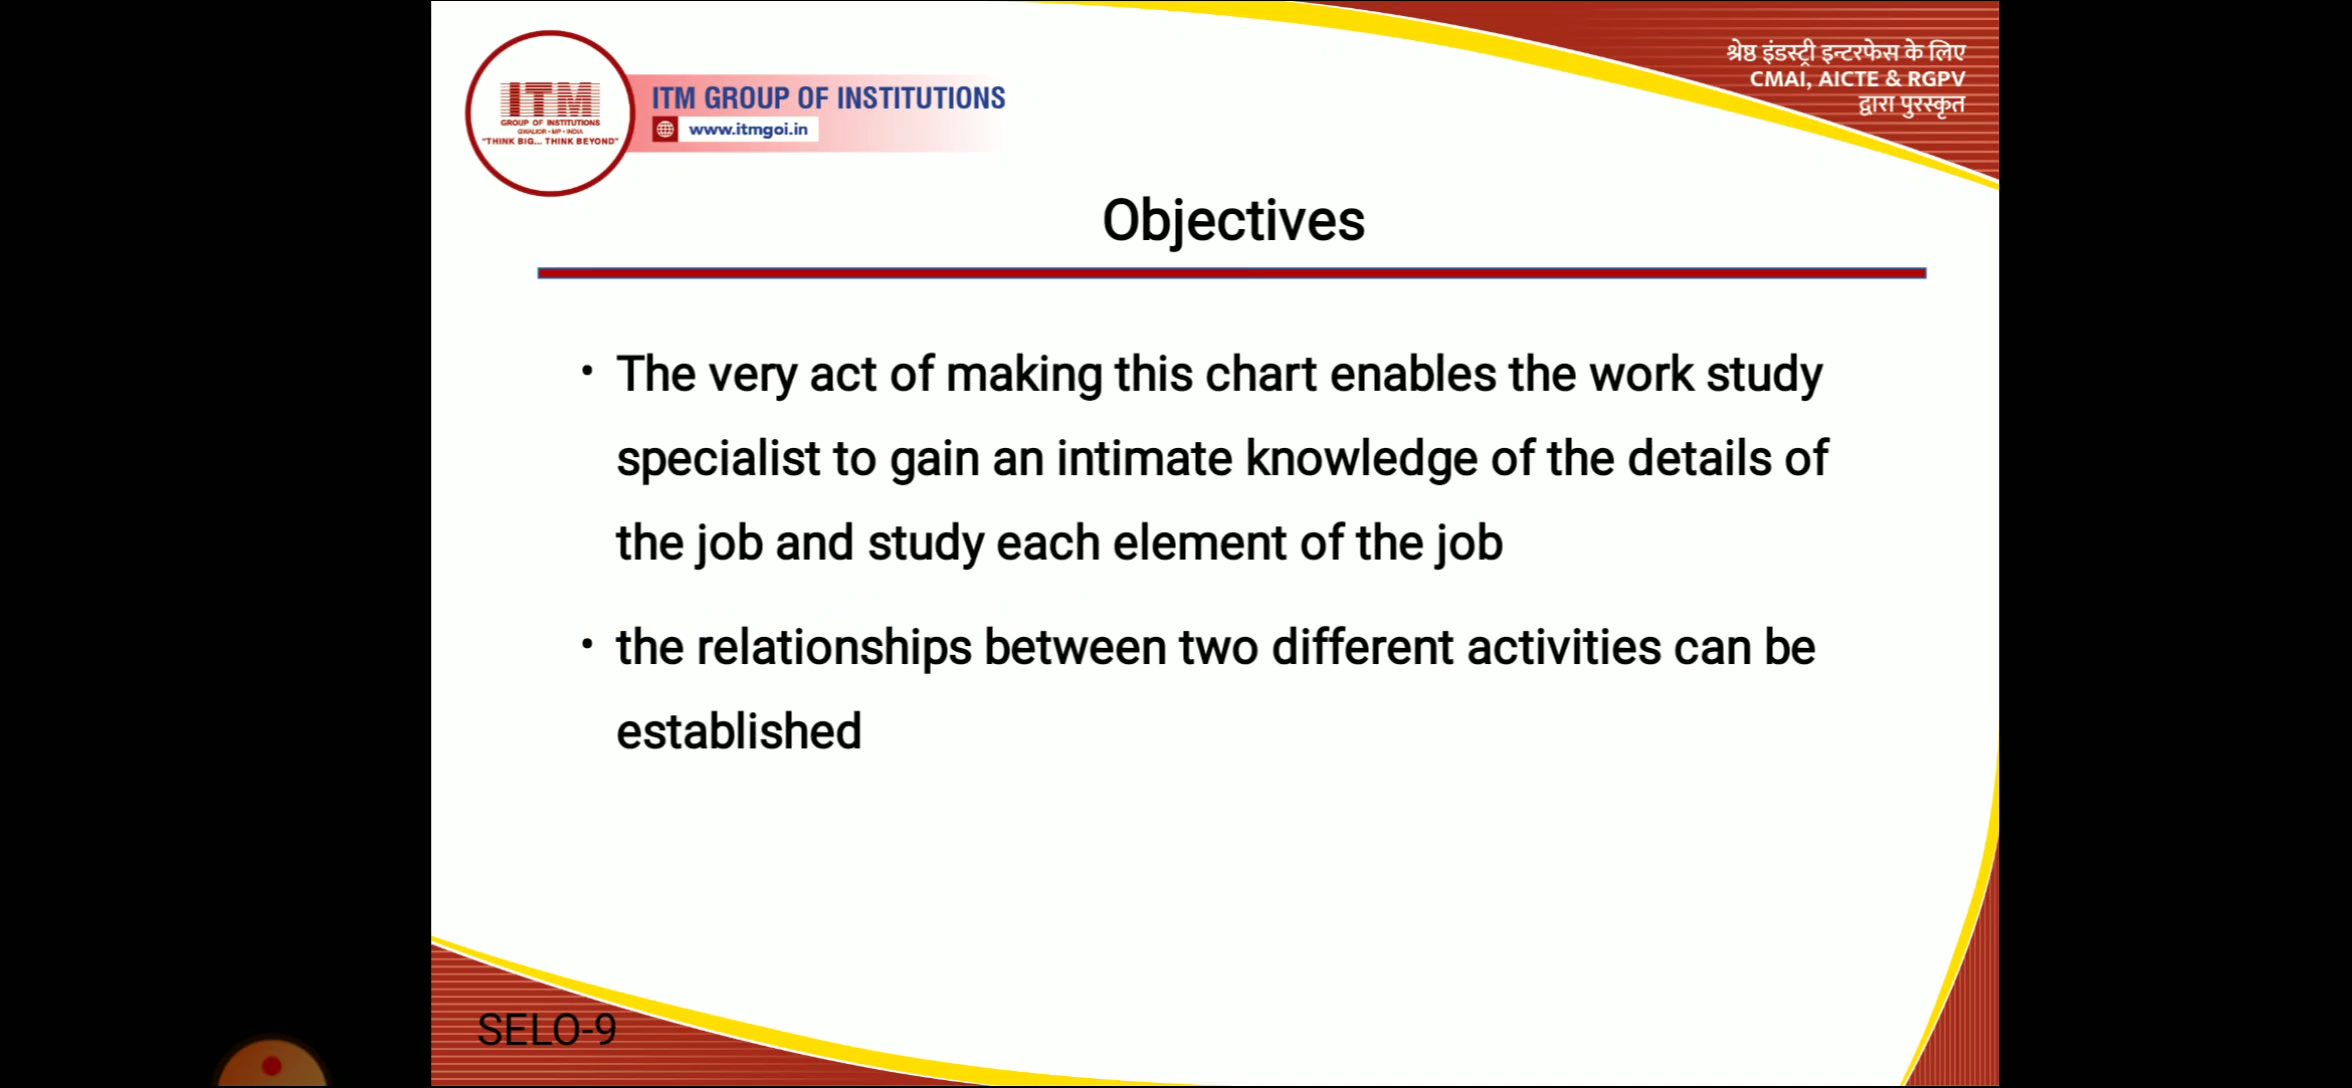 ITM
GROUP OF INSTITUTIONS
GWALIOR • MP • INDIA
"THINK BIG... THINK BEYOND"
ITM GROUP OF INSTITUTIONS
www.itmgoi.in
श्रेष्ठ इंडस्ट्री इन्टरफेस के लिए
CMAI, AICTE & RGPV
द्वारा पुरस्कृत
Objectives
• The very act of making this chart enables the work study
specialist to gain an intimate knowledge of the details of
the job and study each element of the job
• the relationships between two different activities can be
established
SELO-9